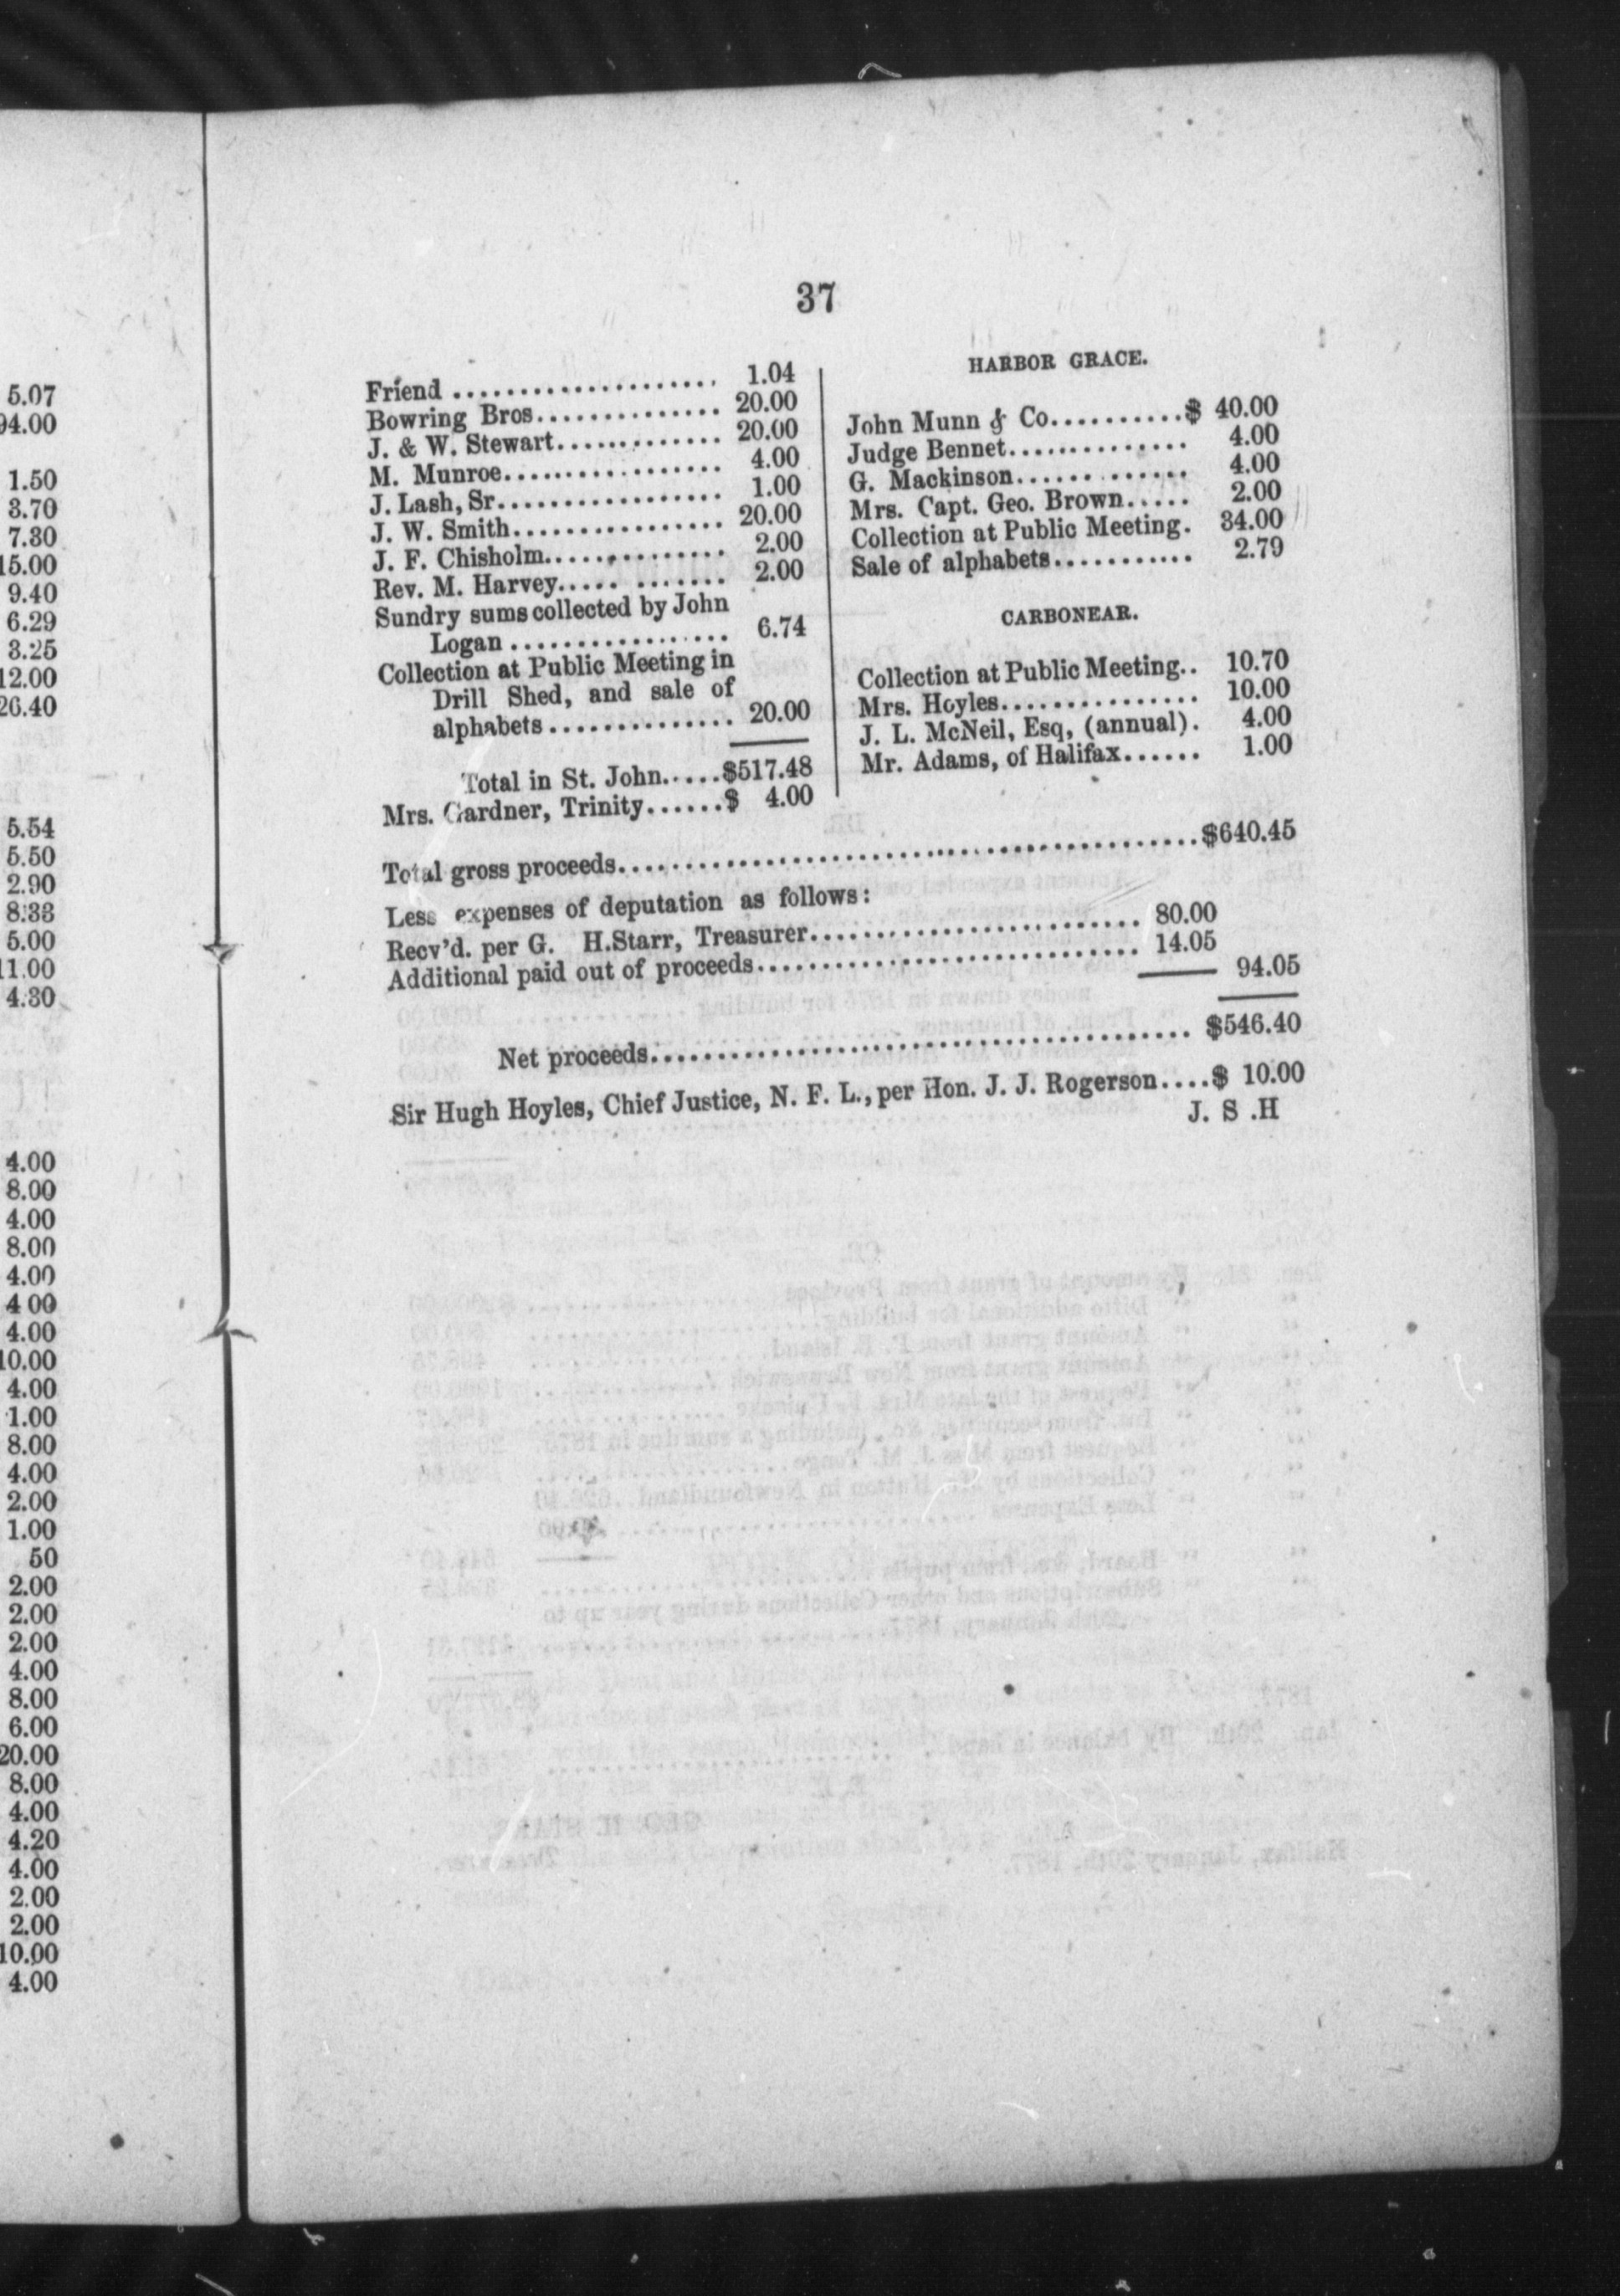 5.07
94.00
1.50
3.70
7.30
15.00
9.40
6.29
3.25
12.00
26.40
5.54
5.50
2.90
8.33
5.00
11.00
4.30
4.00
8.00
4.00
8.00
4.00
4 00
4.00
10.00
4.00
1.00
8.00
4.00
2.00
1.00
50
2.00
2.00
2.00
4.00
8.00
6.00
20.00
8.00
4.00
4.20
4.00
2.00
2.00
10.00
4.00
37
Friend .................... 1.04
Bowring Bros.............. 20.00
J. & W. Stewart............. 20.00
M. Munroe................. 4.00
J. Lash, Sr................. 1.00
J. W. Smith................ 20.00
J. F. Chisholm.............. 2.00
Rev. M. Harvey..... ....... 2.00
Sundry sums collected by John
Logan ................. 6.74
Collection at Public Meeting in
Drill Shed, and sale of
alphabets.............. 20.00
Total in St. John.....$517.48
Mrs. Gardner, Trinity......$ 4.00
HARBOR GRACE.
John Munn & Co..........$ 40.00
Judge Bennet.............. 4.00
G. Mackinson............. 4.00
Mrs. Capt. Geo. Brown..... 2.00
Collection at Public Meeting. 34.00
Sale of alphabets........... 2.79
CARBONEAR.
Collection at Public Meeting.. 10.70
Mrs. Hoyles............... 10.00
J. L. McNeil, Esq, (annual). 4.00
Mr. Adams, of Halifax...... 1.00
Total gross proceeds............................................$640.45
Less expenses of deputation as follows:
Recv'd. per G. H.Starr, Treasurer......................... 80.00
Additional paid out of proceeds............................. 14.05
94.05
Net proceeds......................................... $546.40
Sir Hugh Hoyles, Chief Justice, N. F. L., per Hon. J. J. Rogerson....$ 10.00
J. S .H